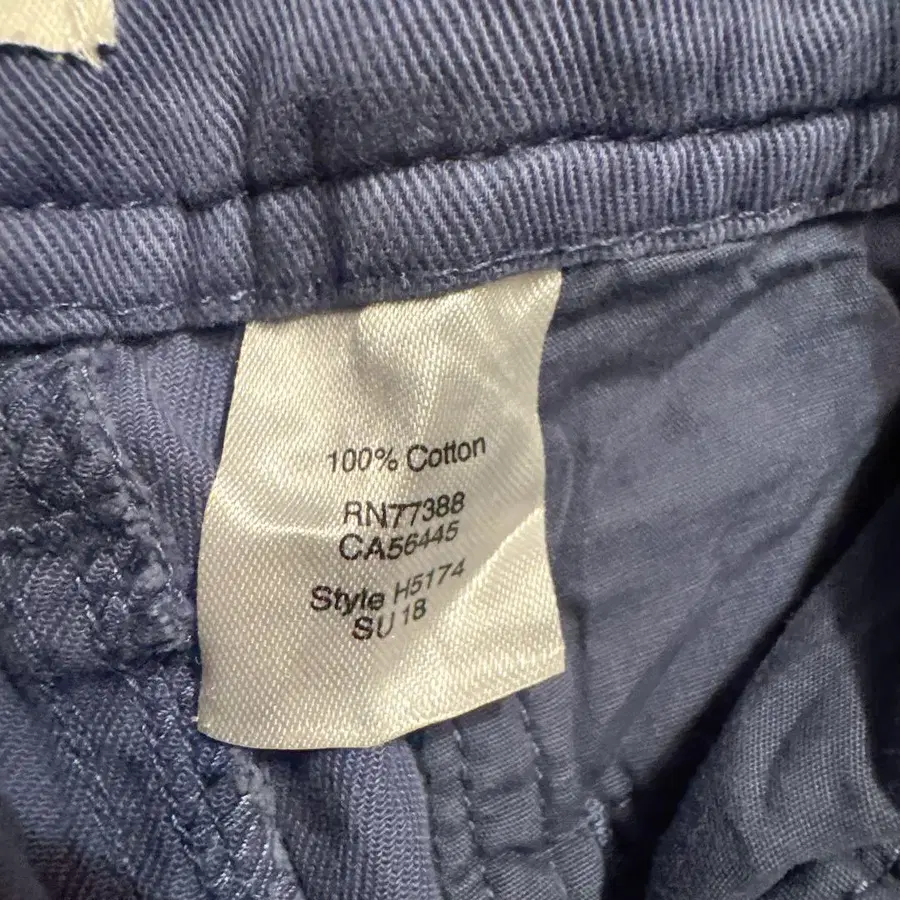 100% Cotton
RN77388
CA56445
Style H5174
SU 18